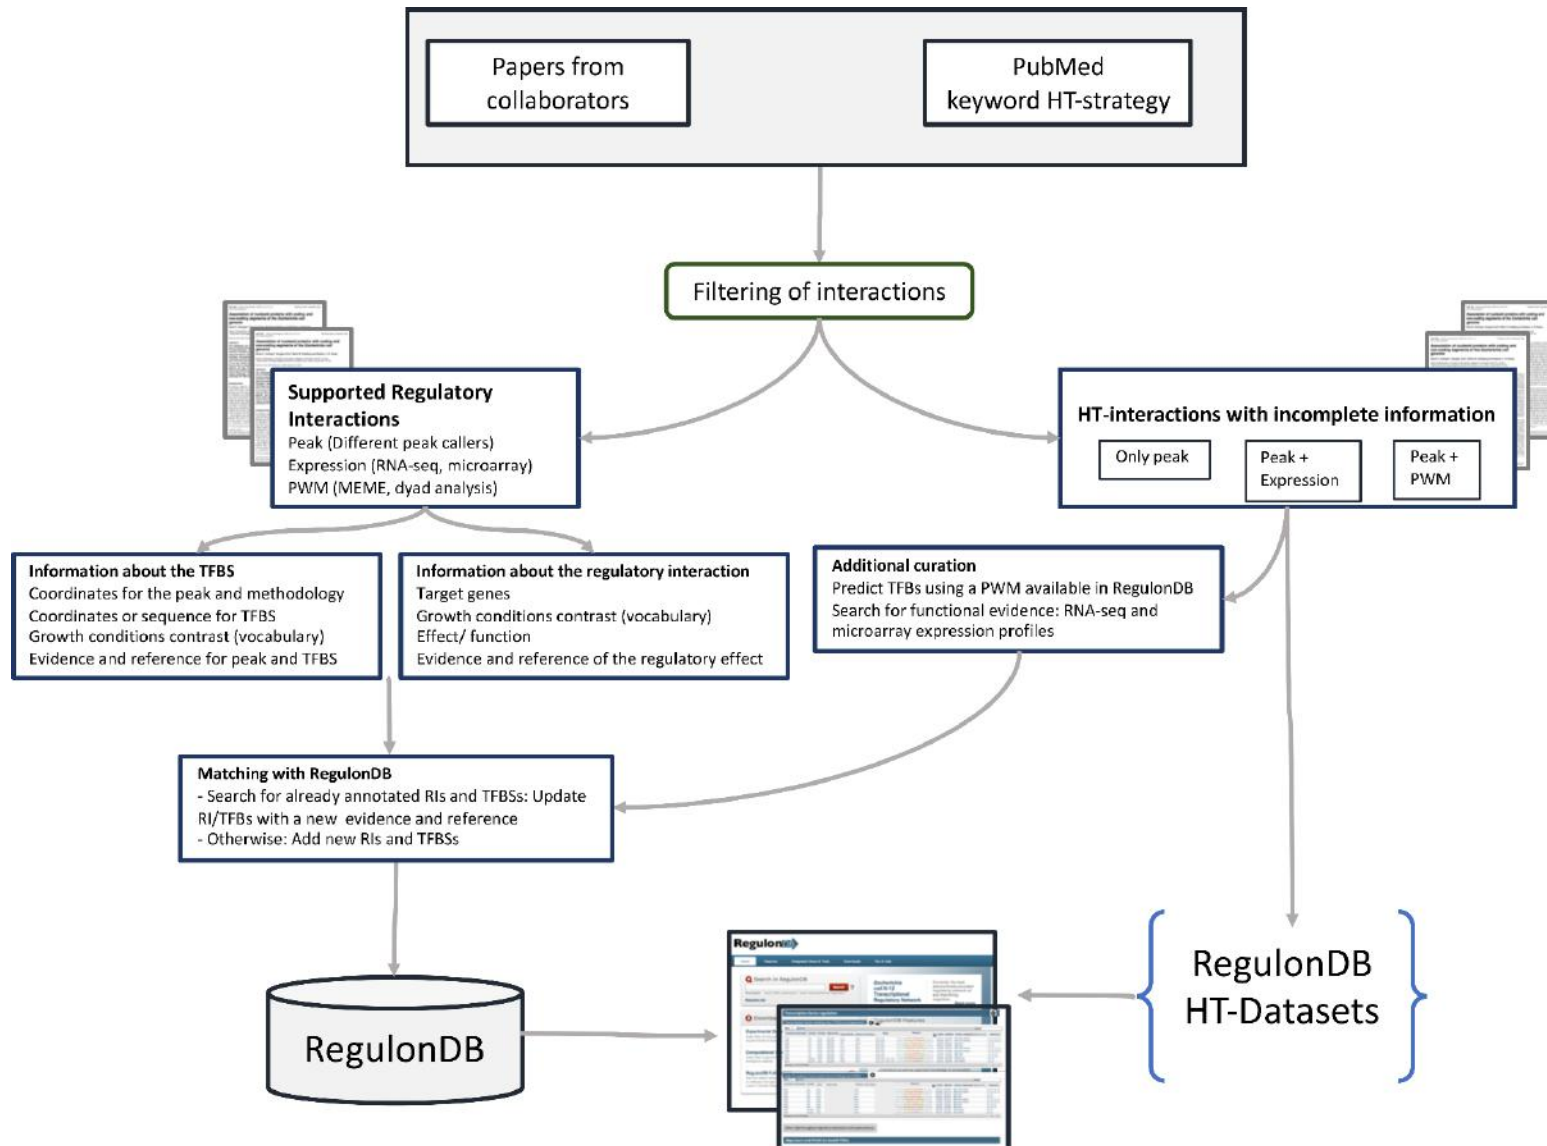 Papers from
collaborators
PubMed
keyword HT-strategy
Filtering of interactions
Supported Regulatory
Interactions
Peak (Different peak callers)
Expression (RNA-seq, microarray)
PWM (MEME, dyad analysis)
HT-interactions with incomplete information
Only peak
Peak +
Expression
Peak +
PWM
Information about the TFBS
Coordinates for the peak and methodology
Coordinates or sequence for TFBS
Growth conditions contrast (vocabulary)
Evidence and reference for peak and TFBS
Information about the regulatory interaction
Target genes
Growth conditions contrast (vocabulary)
Effect/ function
Evidence and reference of the regulatory effect
Additional curation
Predict TFBs using a PWM available in RegulonDB
Search for functional evidence: RNA-seq and
microarray expression profiles
Matching with RegulonDB
- Search for already annotated RIs and TFBSs: Update
RI/TFBs with a new evidence and reference
- Otherwise: Add new RIs and TFBSs
RegulonDB
Search in RegulonDB
RegulonDB
HT-Datasets